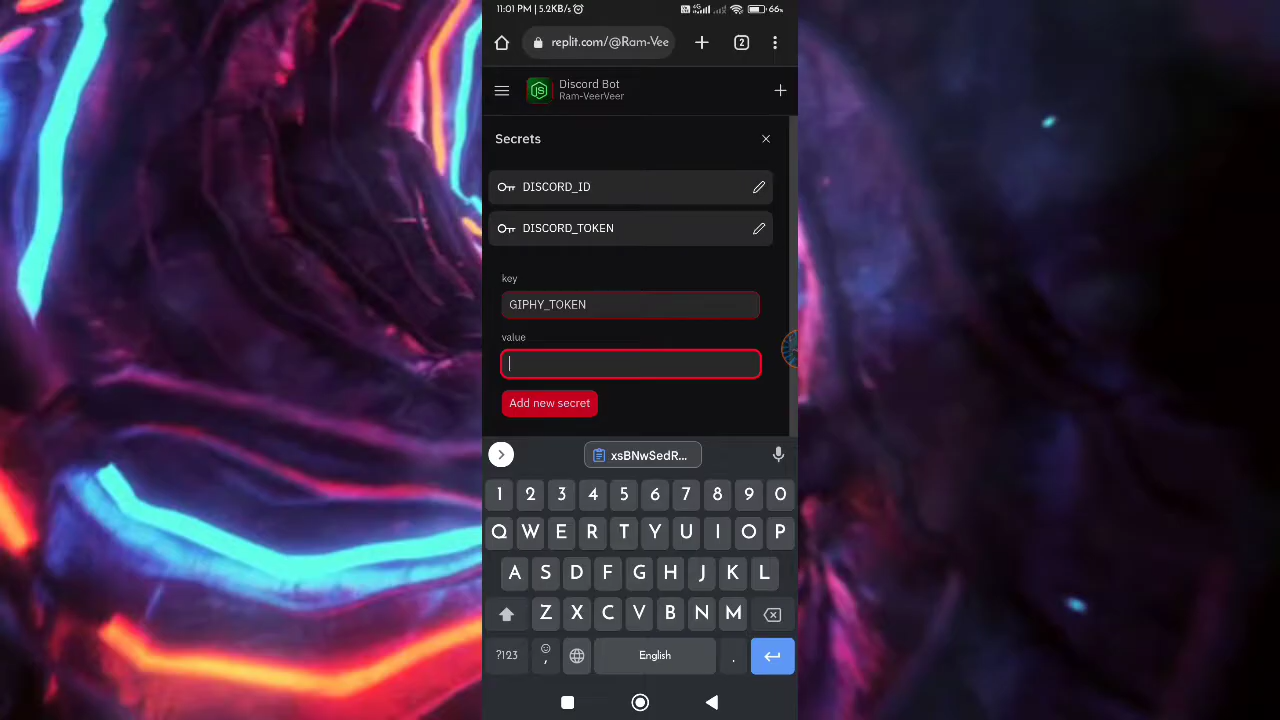 11:01 PM | 5.2KB/s
66%
replit.com/@Ram-Vee
2
JS
Discord Bot
Ram-VeerVeer
Secrets
DISCORD_ID
DISCORD_TOKEN
key
GIPHY_TOKEN
value
Add new secret
xsBNwSedR...
1 2 3 4 5 6 7 8 9 0
Q W E R T Y U I O P
A S D F G H J K L
Z X C V B N M
?123 , English .